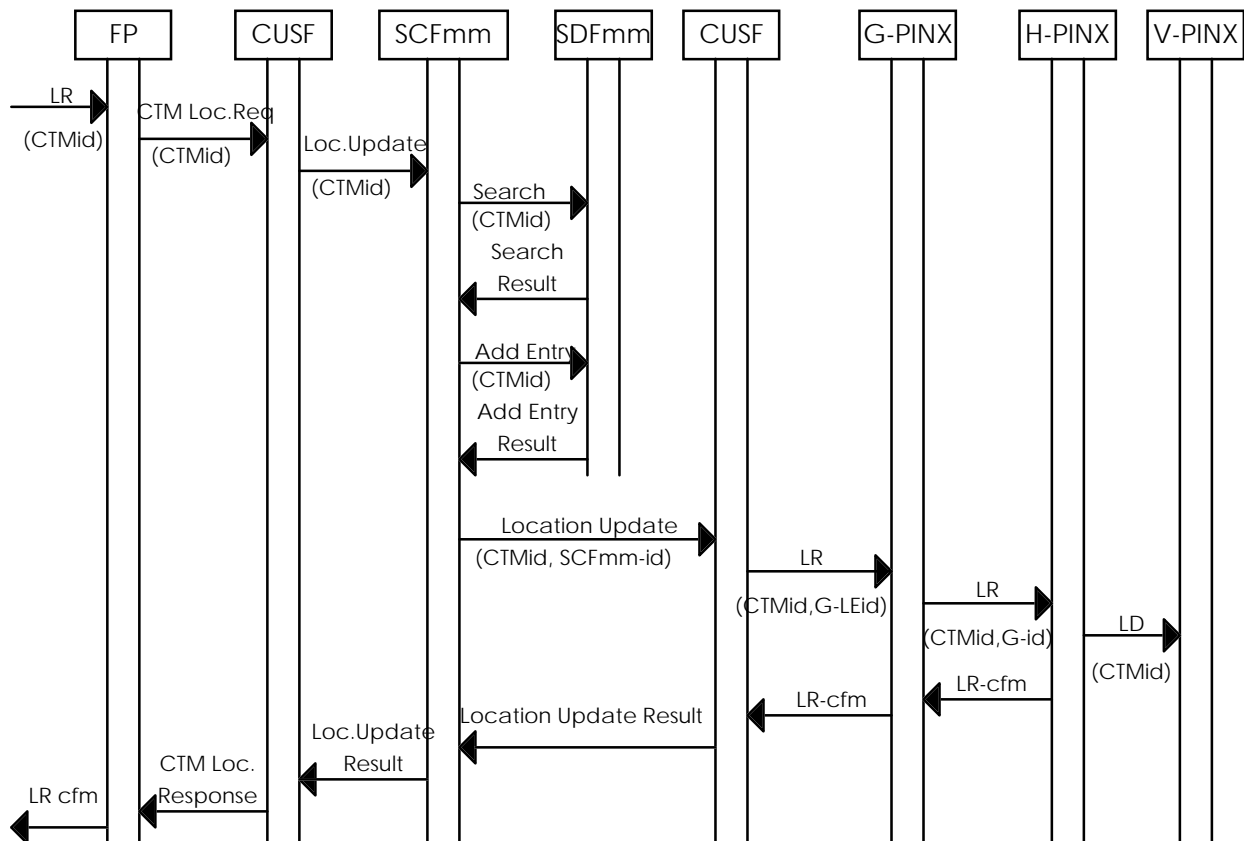 FP
CUSF
SCFmm
SDFmm
CUSF
G-PINX
H-PINX
V-PINX
LR
(CTMid)
CTM Loc.Req
(CTMid)
Loc.Update
(CTMid)
Search
(CTMid)
Search
Result
Add Entry
(CTMid)
Add Entry
Result
Location Update
(CTMid, SCFmm-id)
LR
(CTMid,G-LEid)
LR
(CTMid,G-id)
LD
(CTMid)
LR-cfm
LR-cfm
Location Update Result
Loc.Update
Result
CTM Loc.
Response
LR cfm